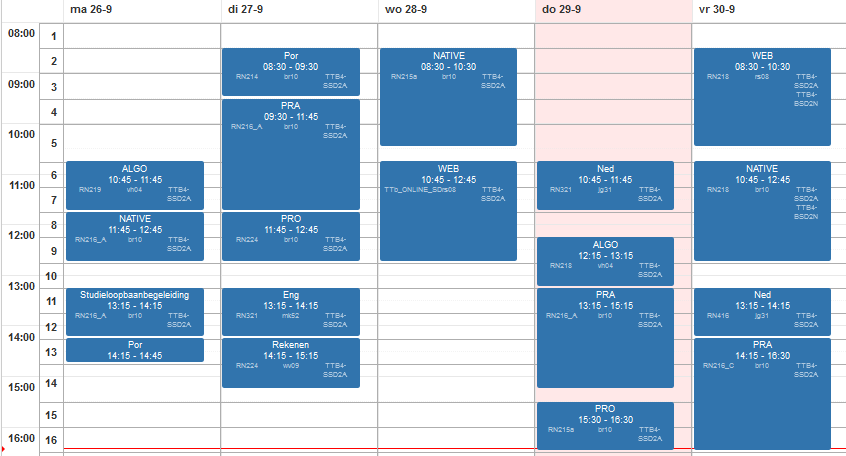 ma 26-9
di 27-9
wo 28-9
do 29-9
vr 30-9
08:00
09:00
10:00
11:00
12:00
13:00
14:00
15:00
16:00
1
2
3
4
5
6
7
8
9
10
11
12
13
14
15
16
ALGO
10:45 - 11:45
RN219 vh04 TTB4-
SSD2A
NATIVE
11:45 - 12:45
RN216_A br10 TTB4-
SSD2A
Studieloopbaanbegeleiding
13:15 - 14:15
RN216_A br10 TTB4-
SSD2A
Por
14:15 - 14:45
Por
08:30 - 09:30
RN214 br10 TTB4-
SSD2A
PRA
09:30 - 11:45
RN216_A br10 TTB4-
SSD2A
PRO
11:45 - 12:45
RN224 br10 TTB4-
SSD2A
Eng
13:15 - 14:15
RN321 mk52 TTB4-
SSD2A
Rekenen
14:15 - 15:15
RN224 wv09 TTB4-
SSD2A
NATIVE
08:30 - 10:30
RN215a br10 TTB4-
SSD2A
WEB
10:45 - 12:45
TTb_ONLINE_SDrs08 TTB4-
SSD2A
Ned
10:45 - 11:45
RN321 jg31 TTB4-
SSD2A
ALGO
12:15 - 13:15
RN218 vh04 TTB4-
SSD2A
PRA
13:15 - 15:15
RN216_A br10 TTB4-
SSD2A
PRO
15:30 - 16:30
RN215a br10 TTB4-
SSD2A
WEB
08:30 - 10:30
RN218 rs08 TTB4-
SSD2A
TTB4-
BSD2N
NATIVE
10:45 - 12:45
RN218 br10 TTB4-
SSD2A
TTB4-
BSD2N
Ned
13:15 - 14:15
RN416 jg31 TTB4-
SSD2A
PRA
14:15 - 16:30
RN216_C br10 TTB4-
SSD2A